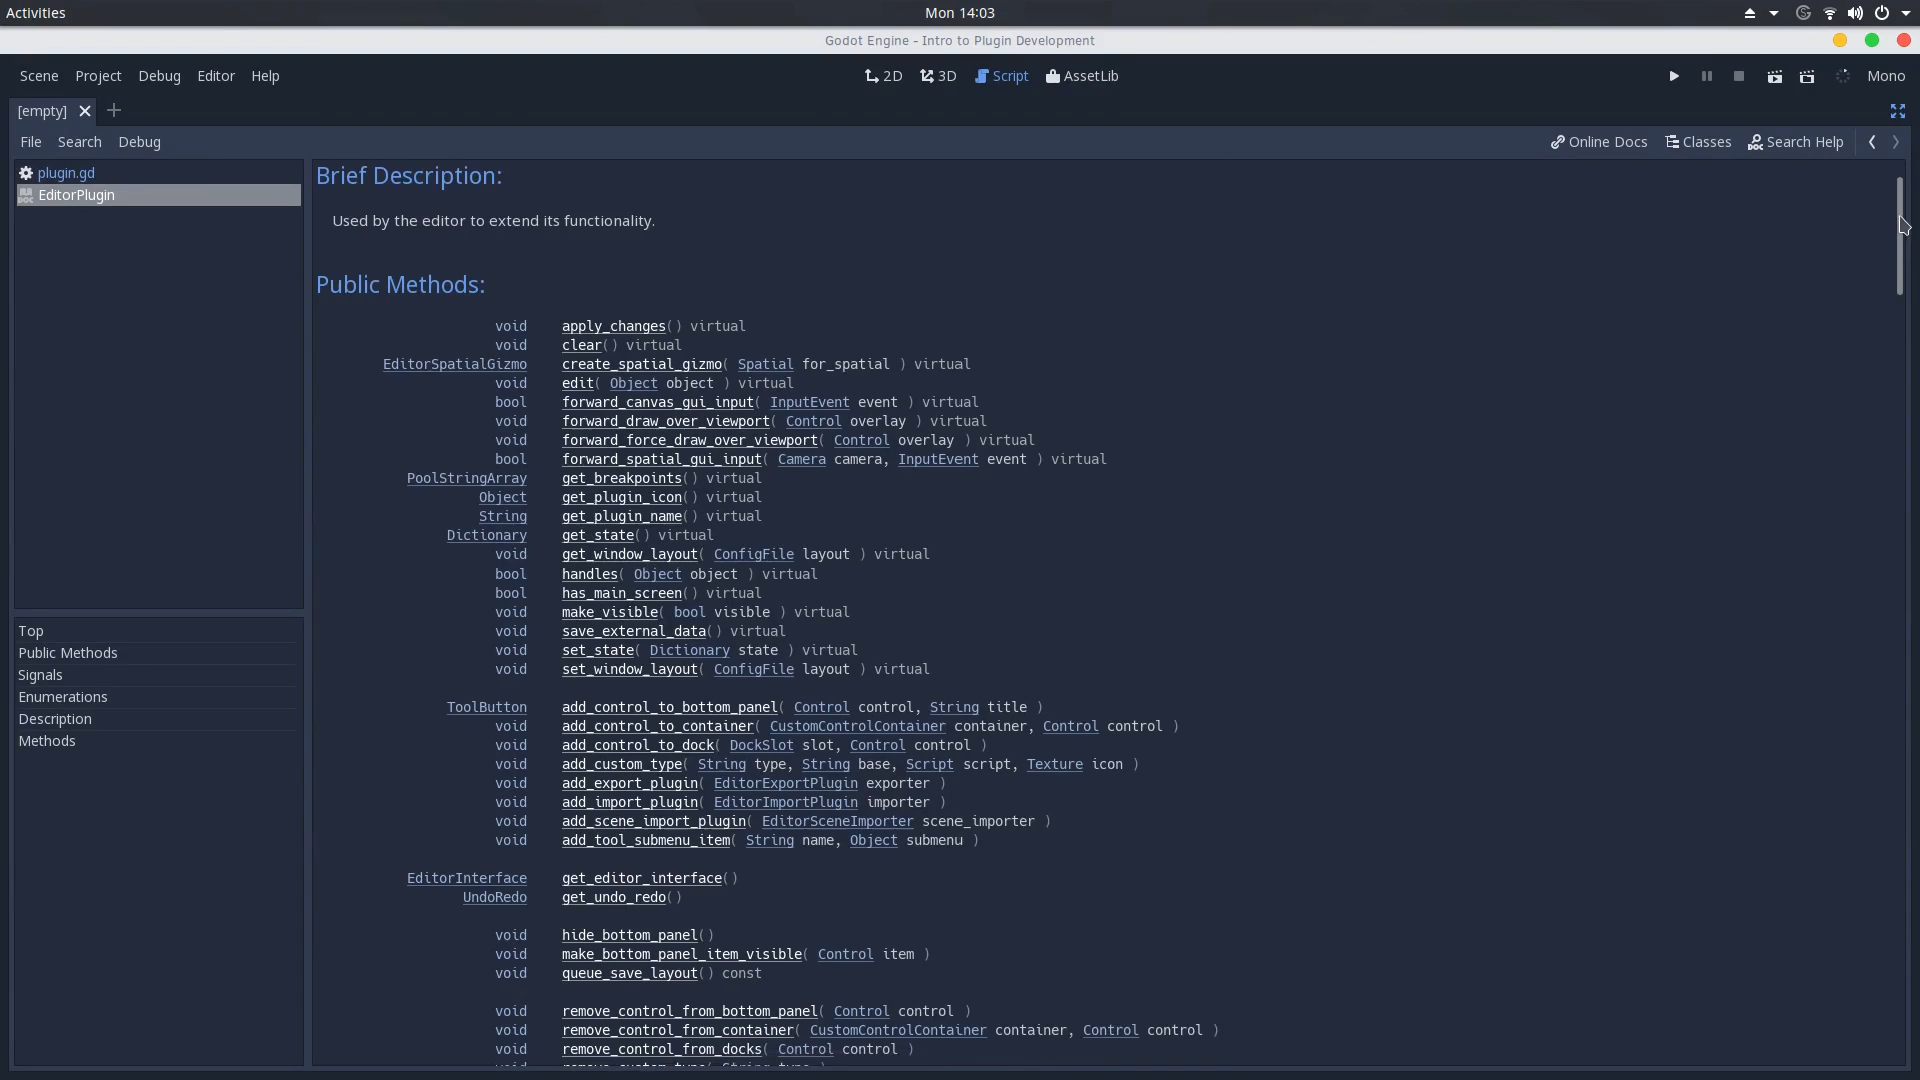 Activities
Mon 14:03
Godot Engine - Intro to Plugin Development
Scene Project Debug Editor Help
2D 3D Script AssetLib
Mono
[empty]
File Search Debug
Online Docs Classes Search Help
plugin.gd
EditorPlugin
Top
Public Methods
Signals
Enumerations
Description
Methods
Brief Description:
Used by the editor to extend its functionality.
Public Methods:
void apply_changes() virtual
void clear() virtual
EditorSpatialGizmo create_spatial_gizmo( Spatial for_spatial ) virtual
void edit( Object object ) virtual
bool forward_canvas_gui_input( InputEvent event ) virtual
void forward_draw_over_viewport( Control overlay ) virtual
void forward_force_draw_over_viewport( Control overlay ) virtual
bool forward_spatial_gui_input( Camera camera, InputEvent event ) virtual
PoolStringArray get_breakpoints() virtual
Object get_plugin_icon() virtual
String get_plugin_name() virtual
Dictionary get_state() virtual
void get_window_layout( ConfigFile layout ) virtual
bool handles( Object object ) virtual
bool has_main_screen() virtual
void make_visible( bool visible ) virtual
void save_external_data() virtual
void set_state( Dictionary state ) virtual
void set_window_layout( ConfigFile layout ) virtual
ToolButton add_control_to_bottom_panel( Control control, String title )
void add_control_to_container( CustomControlContainer container, Control control )
void add_control_to_dock( DockSlot slot, Control control )
void add_custom_type( String type, String base, Script script, Texture icon )
void add_export_plugin( EditorExportPlugin exporter )
void add_import_plugin( EditorImportPlugin importer )
void add_scene_import_plugin( EditorSceneImporter scene_importer )
void add_tool_submenu_item( String name, Object submenu )
EditorInterface get_editor_interface()
UndoRedo get_undo_redo()
void hide_bottom_panel()
void make_bottom_panel_item_visible( Control item )
void queue_save_layout() const
void remove_control_from_bottom_panel( Control control )
void remove_control_from_container( CustomControlContainer container, Control control )
void remove_control_from_docks( Control control )